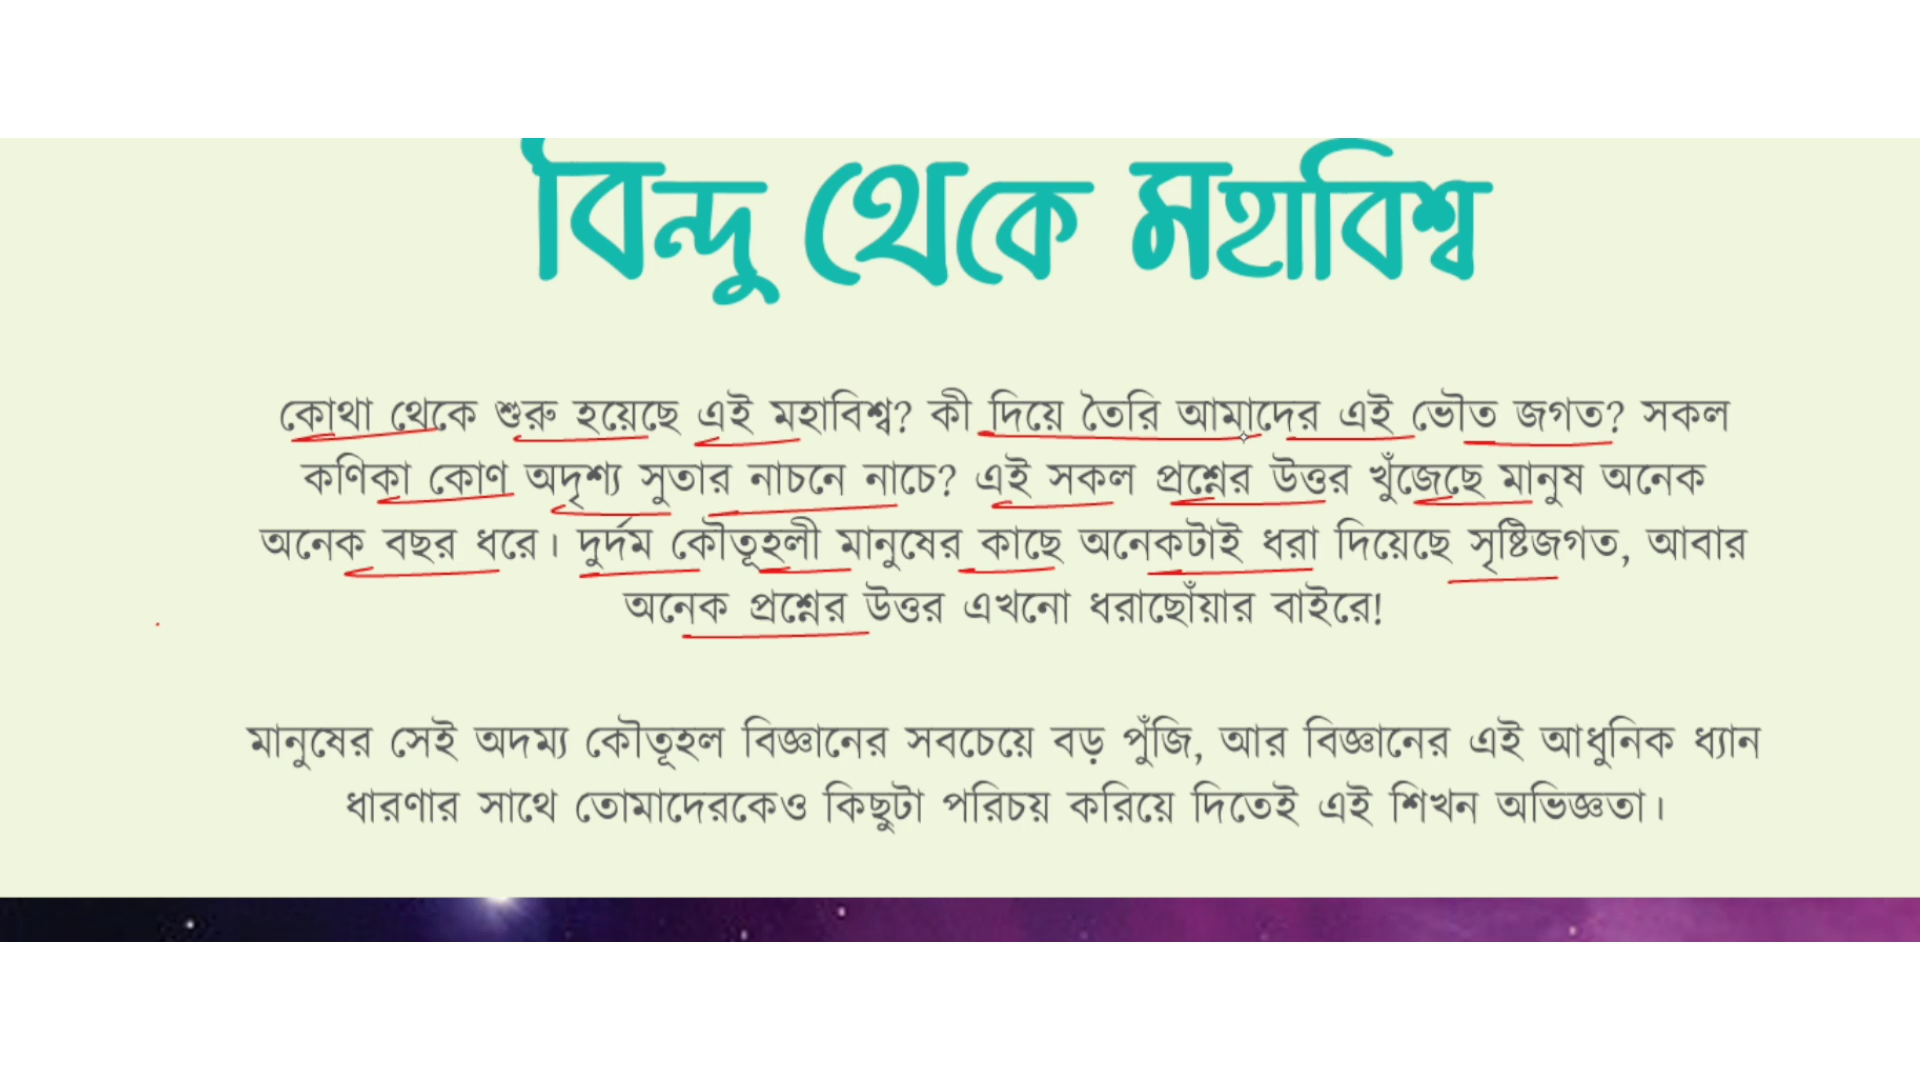 বিন্দু থেকে মহাবিশ্ব
কোথা থেকে শুরু হয়েছে এই মহাবিশ্ব? কী দিয়ে তৈরি আমাদের এই ভৌত জগত? সকল
কণিকা কোণ অদৃশ্য সুতার নাচনে নাচে? এই সকল প্রশ্নের উত্তর খুঁজেছে মানুষ অনেক
অনেক বছর ধরে। দুর্দম কৌতূহলী মানুষের কাছে অনেকটাই ধরা দিয়েছে সৃষ্টিজগত, আবার
অনেক প্রশ্নের উত্তর এখনো ধরাছোঁয়ার বাইরে!
মানুষের সেই অদম্য কৌতূহল বিজ্ঞানের সবচেয়ে বড় পুঁজি, আর বিজ্ঞানের এই আধুনিক ধ্যান
ধারণার সাথে তোমাদেরকেও কিছুটা পরিচয় করিয়ে দিতেই এই শিখন অভিজ্ঞতা।